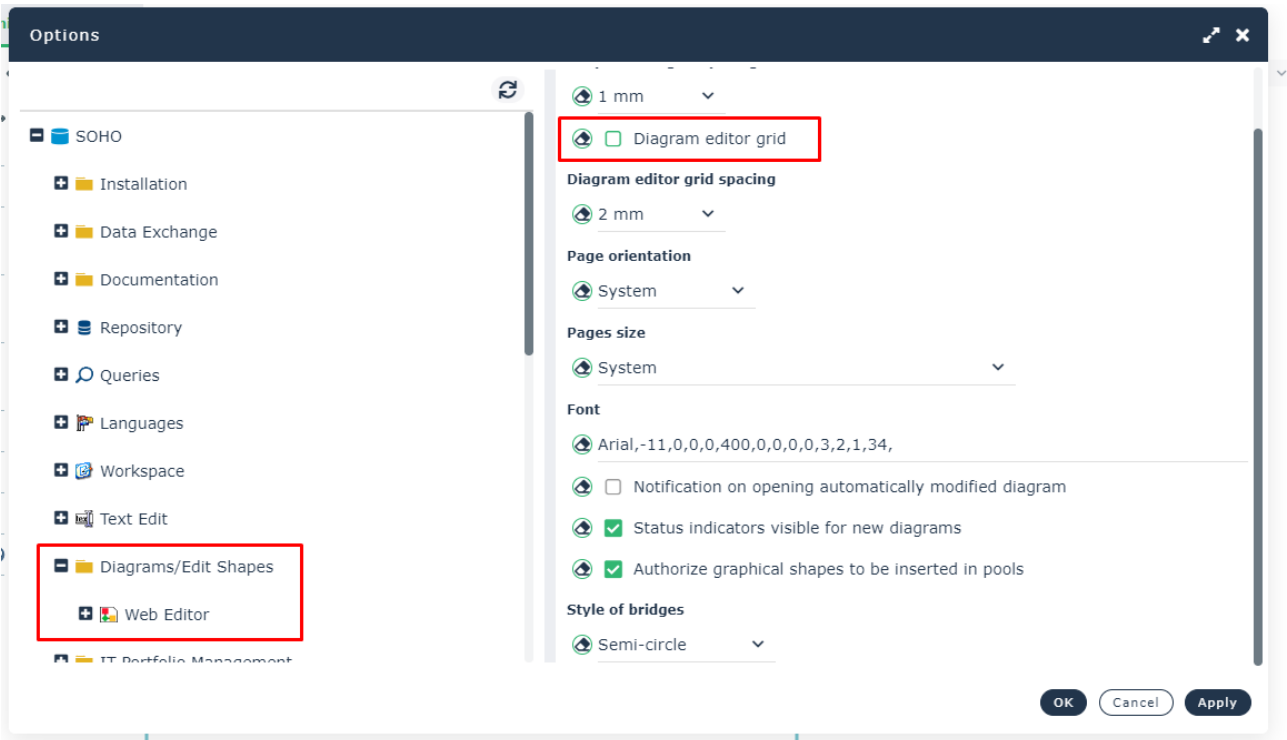 Options
SOHO
Installation
Data Exchange
Documentation
Repository
Queries
Languages
Workspace
Text Edit
Diagrams/Edit Shapes
Web Editor
IT Portfolio Management
1 mm
Diagram editor grid
Diagram editor grid spacing
2 mm
Page orientation
System
Pages size
System
Font
Arial,-11,0,0,0,400,0,0,0,0,3,2,1,34,
Notification on opening automatically modified diagram
Status indicators visible for new diagrams
Authorize graphical shapes to be inserted in pools
Style of bridges
Semi-circle
OK
Cancel
Apply